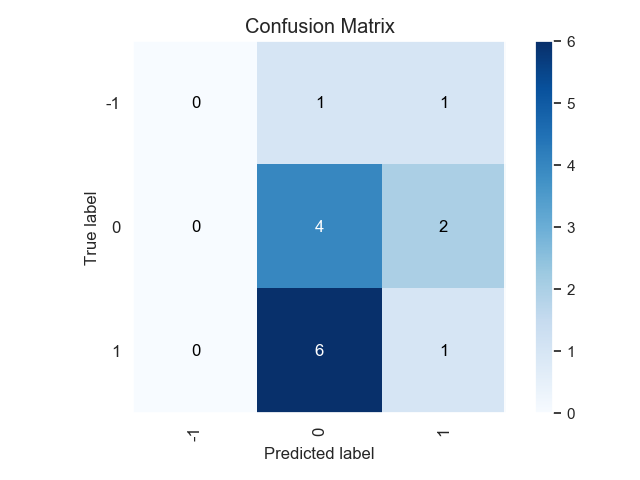 Confusion Matrix
-1 0 1 1
0 0 4 2
1 0 6 1
-1 0 1
True label
Predicted label
6
5
4
3
2
1
0